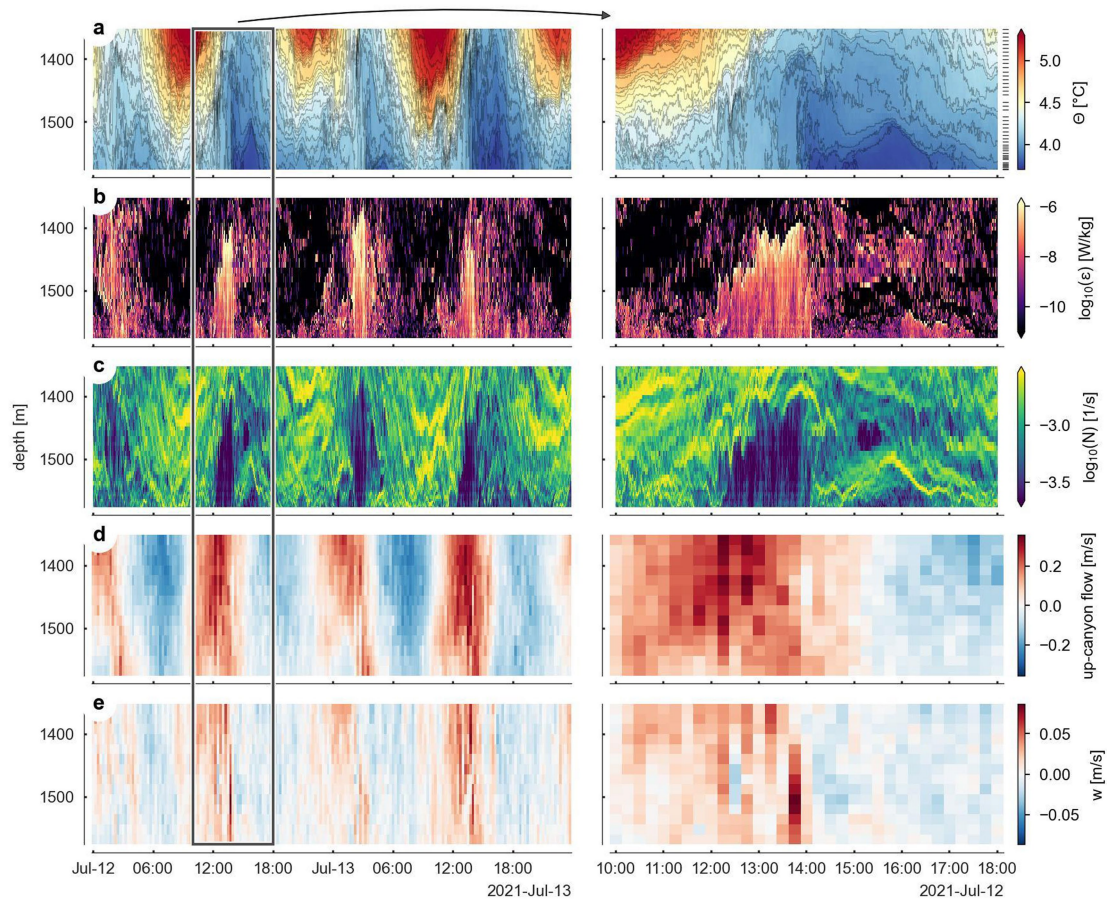 a
1400
1500
5.0
4.5
4.0
Θ [°C]
b
1400
1500
−6
−8
−10
log₁₀(ε) [W/kg]
c
1400
1500
−3.0
−3.5
log₁₀(N) [1/s]
depth [m]
d
1400
1500
0.2
0.0
−0.2
up-canyon flow [m/s]
e
1400
1500
0.05
0.00
−0.05
w [m/s]
Jul-12 06:00 12:00 18:00 Jul-13 06:00 12:00 18:00
2021-Jul-13
10:00 11:00 12:00 13:00 14:00 15:00 16:00 17:00 18:00
2021-Jul-12